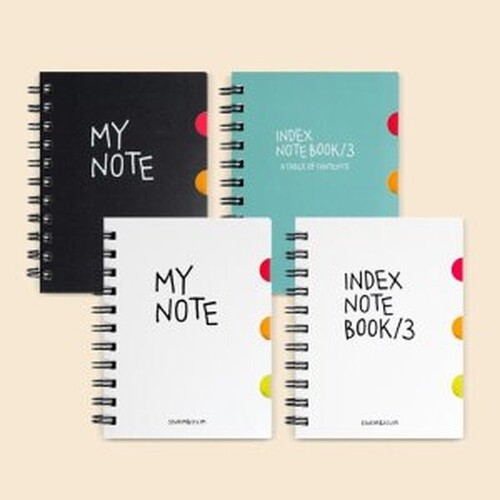 MY
NOTE
INDEX
NOTE BOOK/3
A TABLE OF CONTENTS
MY
NOTE
INDEX
NOTE
BOOK/3